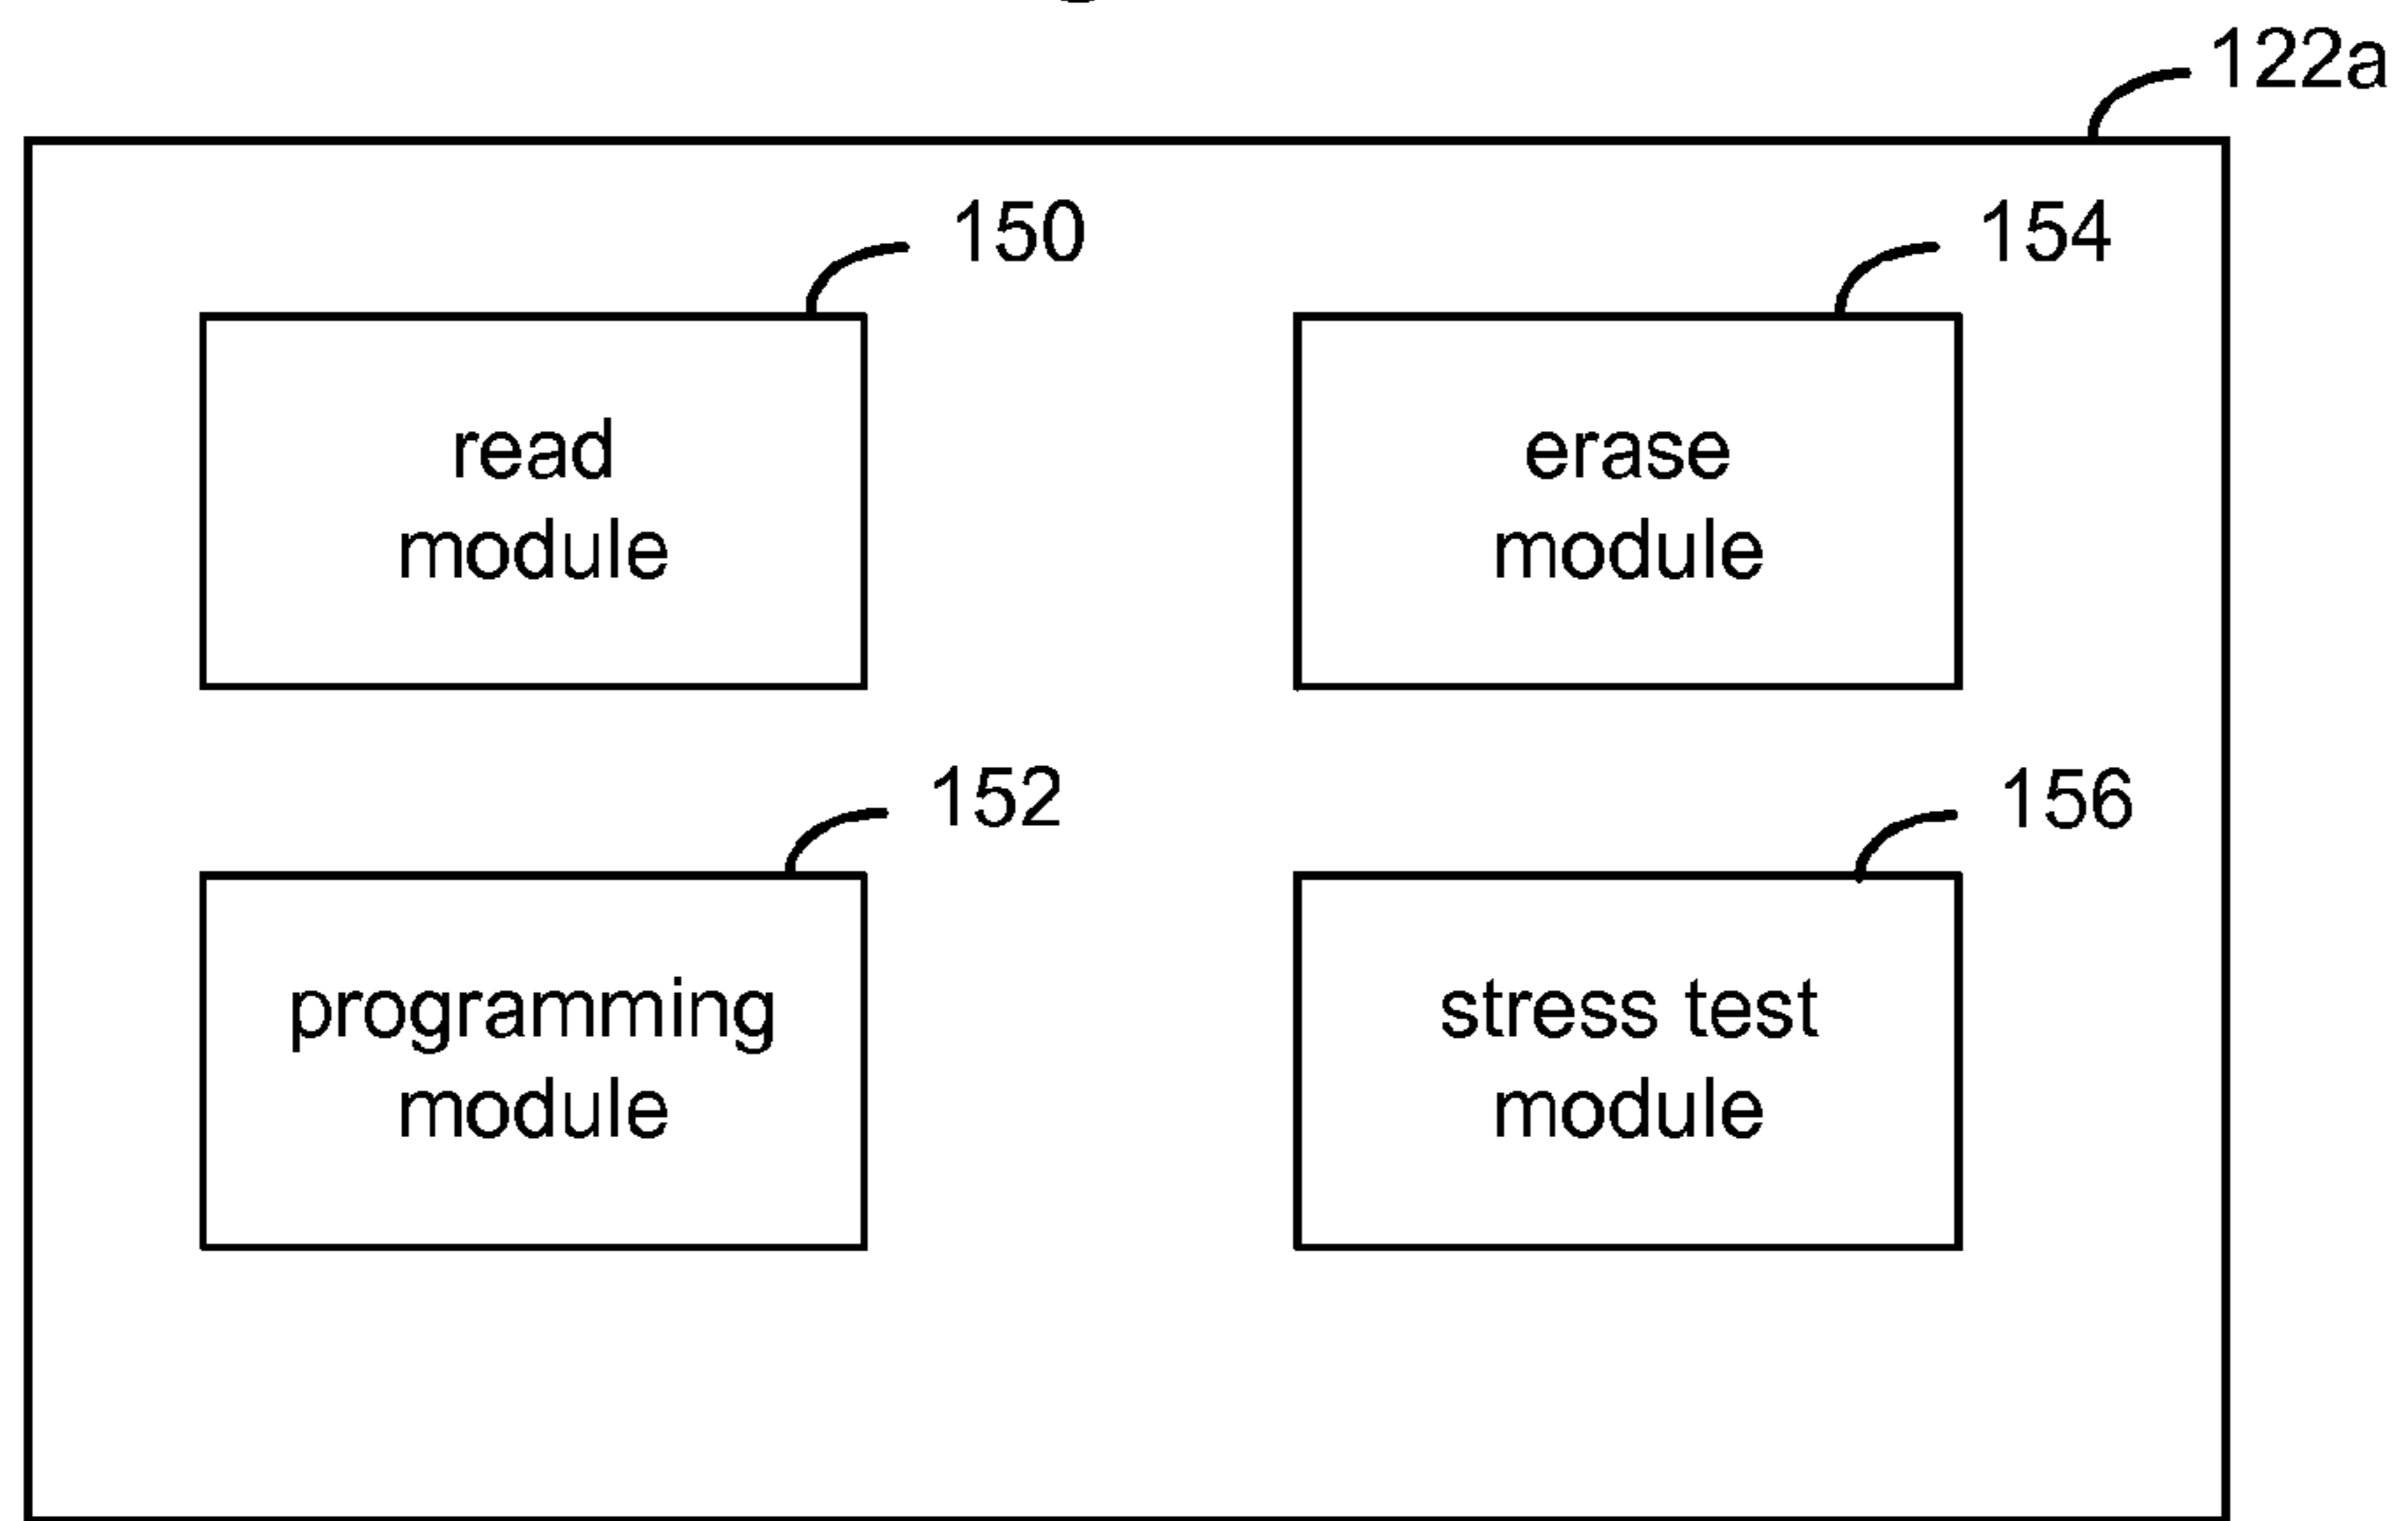 122a
150
154
read
module
erase
module
152
156
programming
module
stress test
module